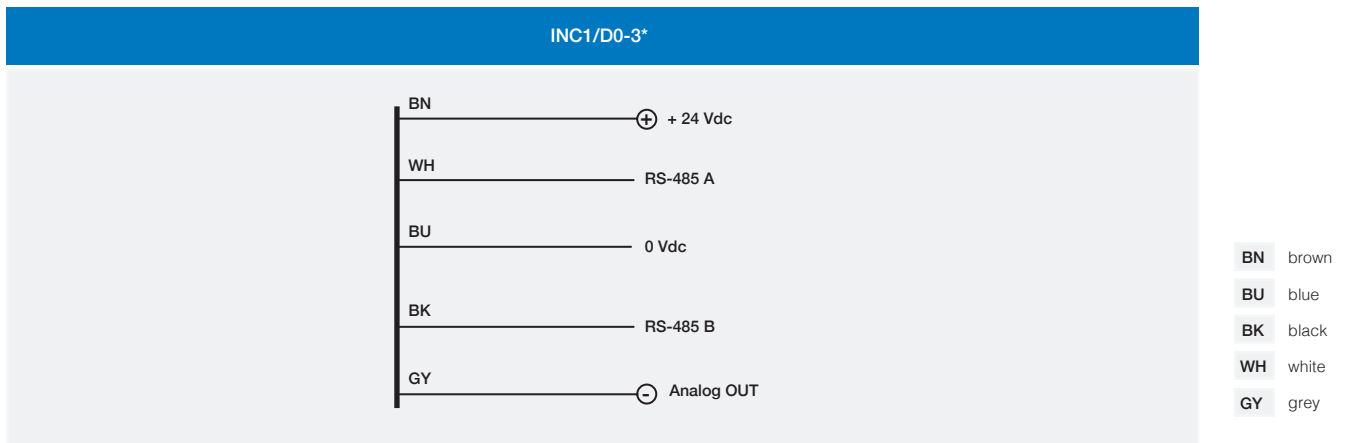 INC1/D0-3*
BN
+ + 24 Vdc
WH
RS-485 A
BU
0 Vdc
BK
RS-485 B
GY
- Analog OUT
BN brown
BU blue
BK black
WH white
GY grey